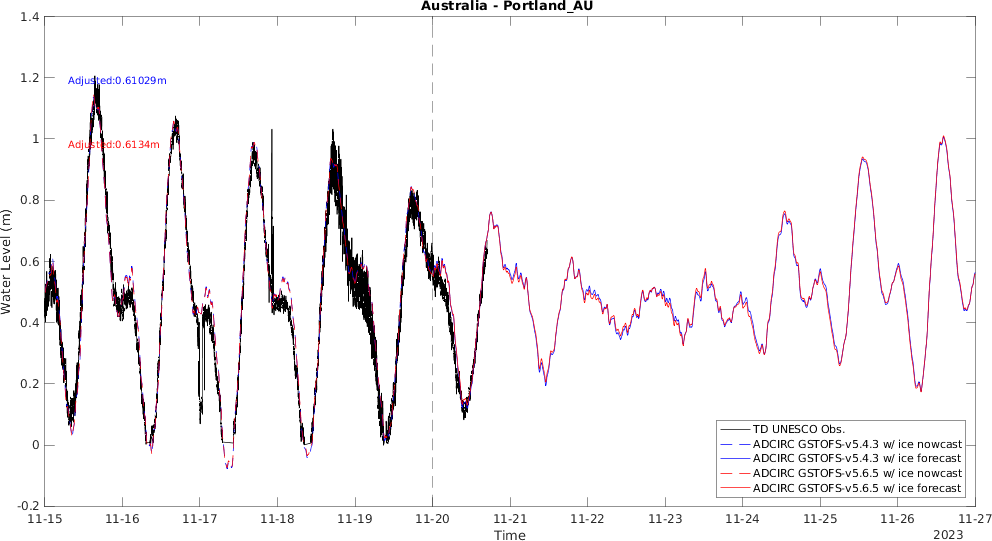 Australia - Portland_AU
1.4
1.2
1
0.8
0.6
0.4
0.2
0
-0.2
Water Level (m)
Adjusted:0.61029m
Adjusted:0.6134m
TD UNESCO Obs.
ADCIRC GSTOFS-v5.4.3 w/ ice nowcast
ADCIRC GSTOFS-v5.4.3 w/ ice forecast
ADCIRC GSTOFS-v5.6.5 w/ ice nowcast
ADCIRC GSTOFS-v5.6.5 w/ ice forecast
11-15 11-16 11-17 11-18 11-19 11-20 11-21 11-22 11-23 11-24 11-25 11-26 11-27
Time
2023